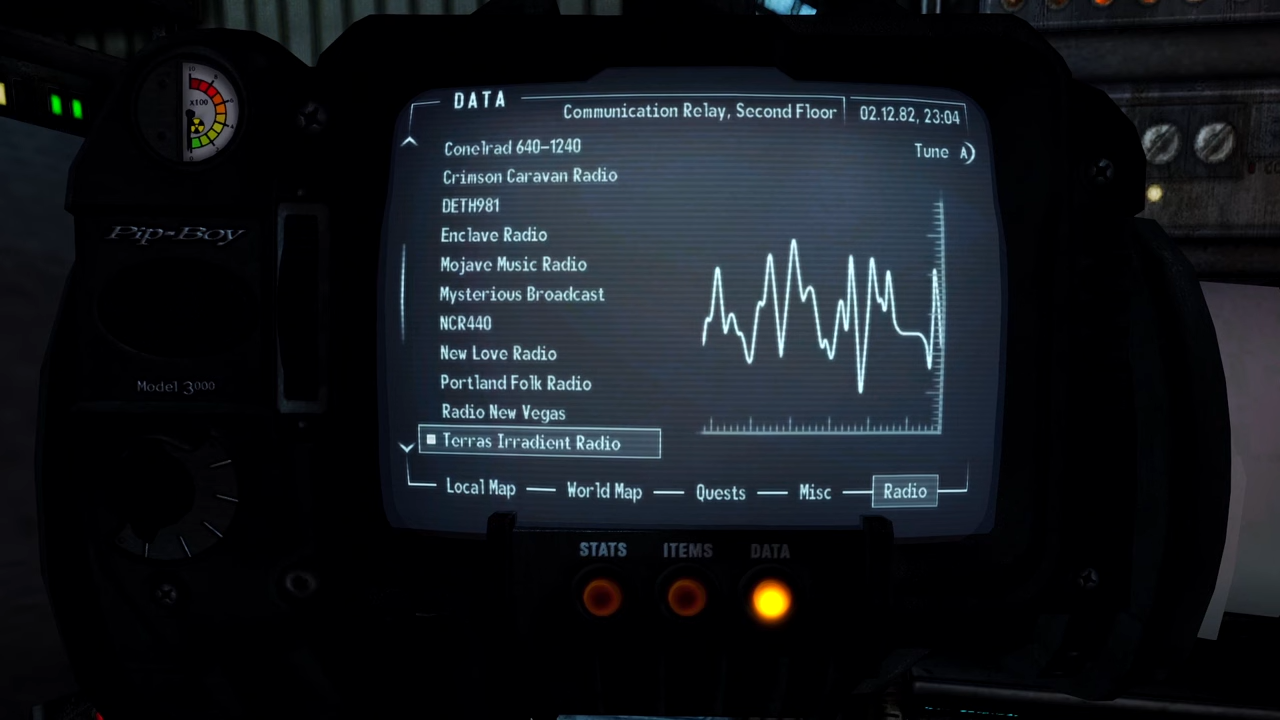 DATA
Communication Relay, Second Floor
02.12.82, 23:04
Tune A)
Conelrad 640-1240
Crimson Caravan Radio
DETH981
Enclave Radio
Mojave Music Radio
Mysterious Broadcast
NCR440
New Love Radio
Portland Folk Radio
Radio New Vegas
Terras Irradient Radio
Local Map
World Map
Quests
Misc
Radio
x100
Pip-Boy
Model 3000
STATS
ITEMS
DATA